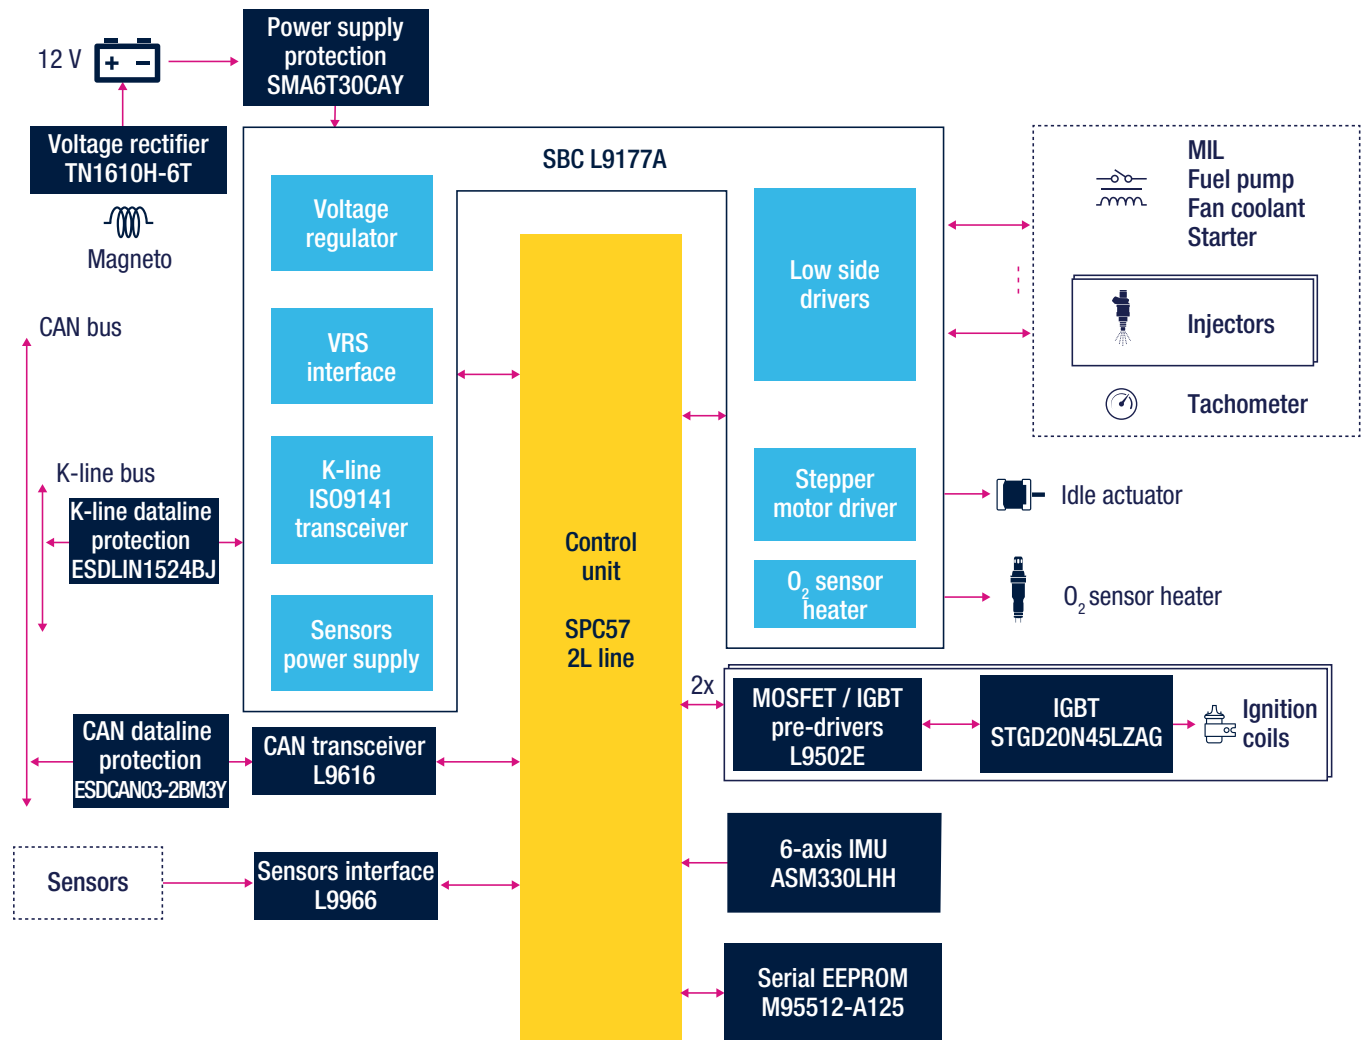 12 V
Power supply
protection
SMA6T30CAY
Voltage rectifier
TN1610H-6T
Magneto
CAN bus
K-line bus
K-line dataline
protection
ESDLIN1524BJ
CAN dataline
protection
ESDCAN03-2BM3Y
CAN transceiver
L9616
Sensors
Sensors interface
L9966
SBC L9177A
Voltage
regulator
VRS
interface
K-line
ISO9141
transceiver
Sensors
power supply
Control
unit
SPC57
2L line
Low side
drivers
Stepper
motor driver
O2 sensor
heater
MIL
Fuel pump
Fan coolant
Starter
Injectors
Tachometer
Idle actuator
O2 sensor heater
2x
MOSFET / IGBT
pre-drivers
L9502E
IGBT
STGD20N45LZAG
Ignition
coils
6-axis IMU
ASM330LHH
Serial EEPROM
M95512-A125